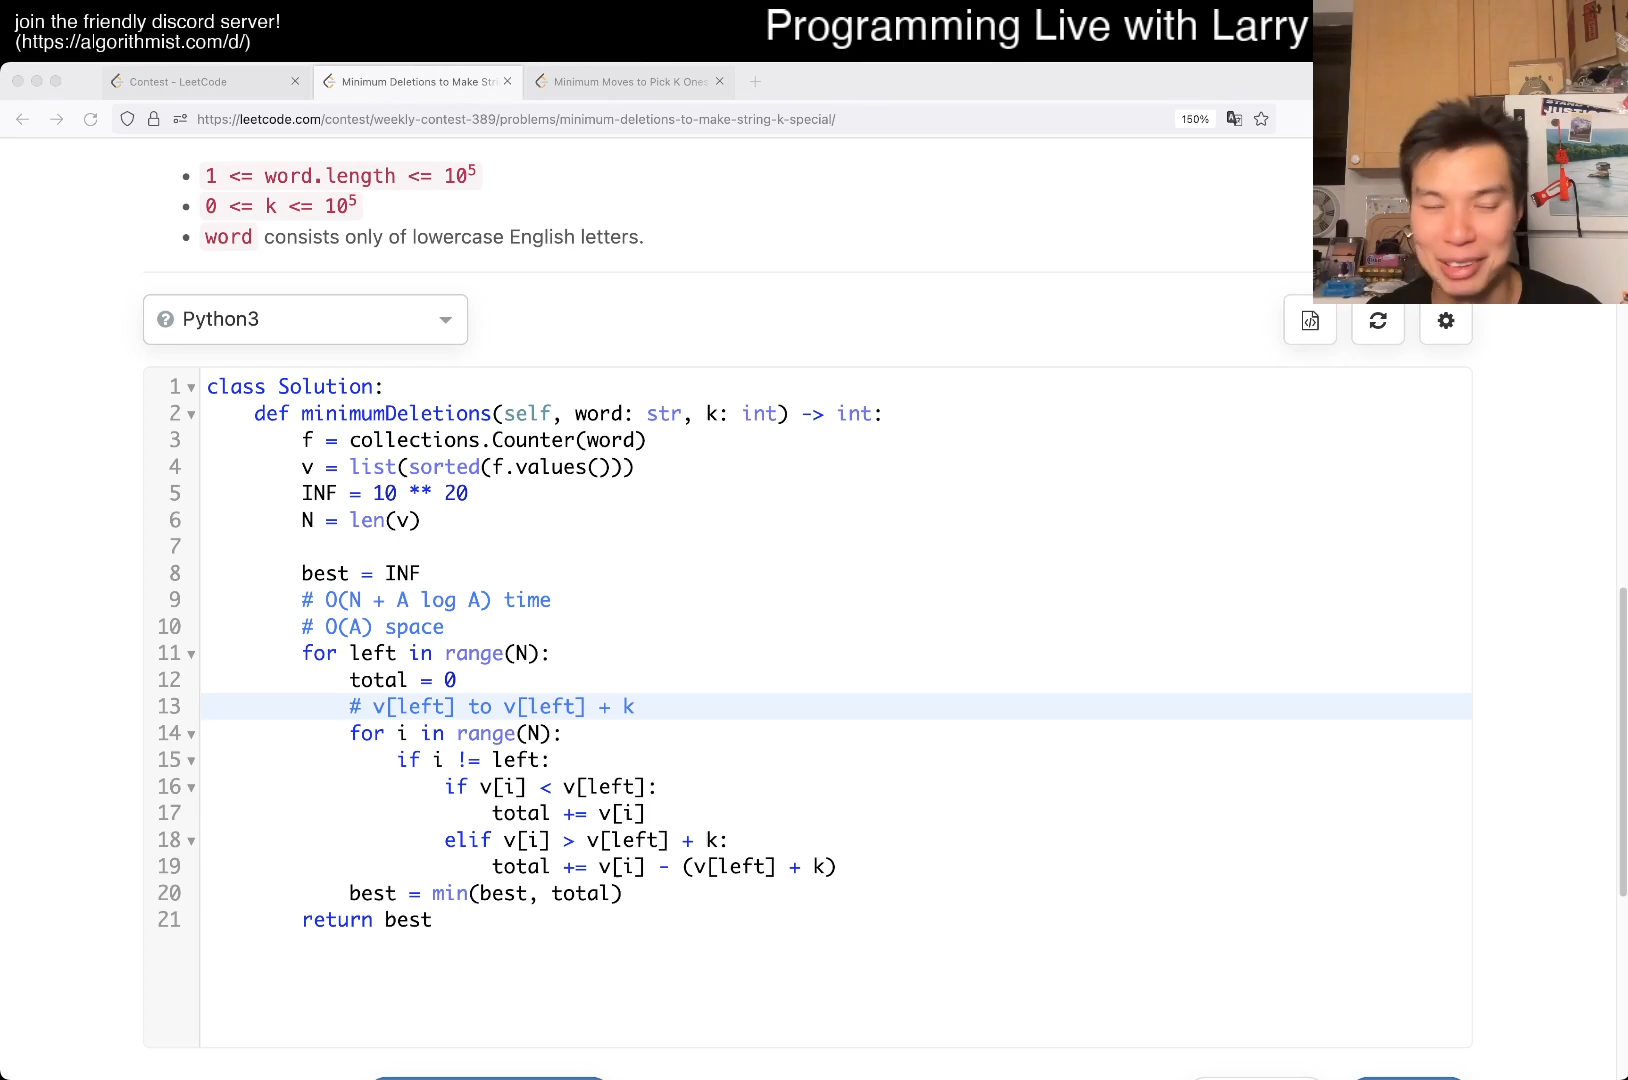 join the friendly discord server!
(https://algorithmist.com/d/)
Programming Live with Larry
Contest - LeetCode
Minimum Deletions to Make Stri
Minimum Moves to Pick K Ones
https://leetcode.com/contest/weekly-contest-389/problems/minimum-deletions-to-make-string-k-special/
150%
1 <= word.length <= 10⁵
0 <= k <= 10⁵
word consists only of lowercase English letters.
Python3
1 class Solution:
2 def minimumDeletions(self, word: str, k: int) -> int:
3 f = collections.Counter(word)
4 v = list(sorted(f.values()))
5 INF = 10 ** 20
6 N = len(v)
7
8 best = INF
9 # O(N + A log A) time
10 # O(A) space
11 for left in range(N):
12 total = 0
13 # v[left] to v[left] + k
14 for i in range(N):
15 if i != left:
16 if v[i] < v[left]:
17 total += v[i]
18 elif v[i] > v[left] + k:
19 total += v[i] - (v[left] + k)
20 best = min(best, total)
21 return best